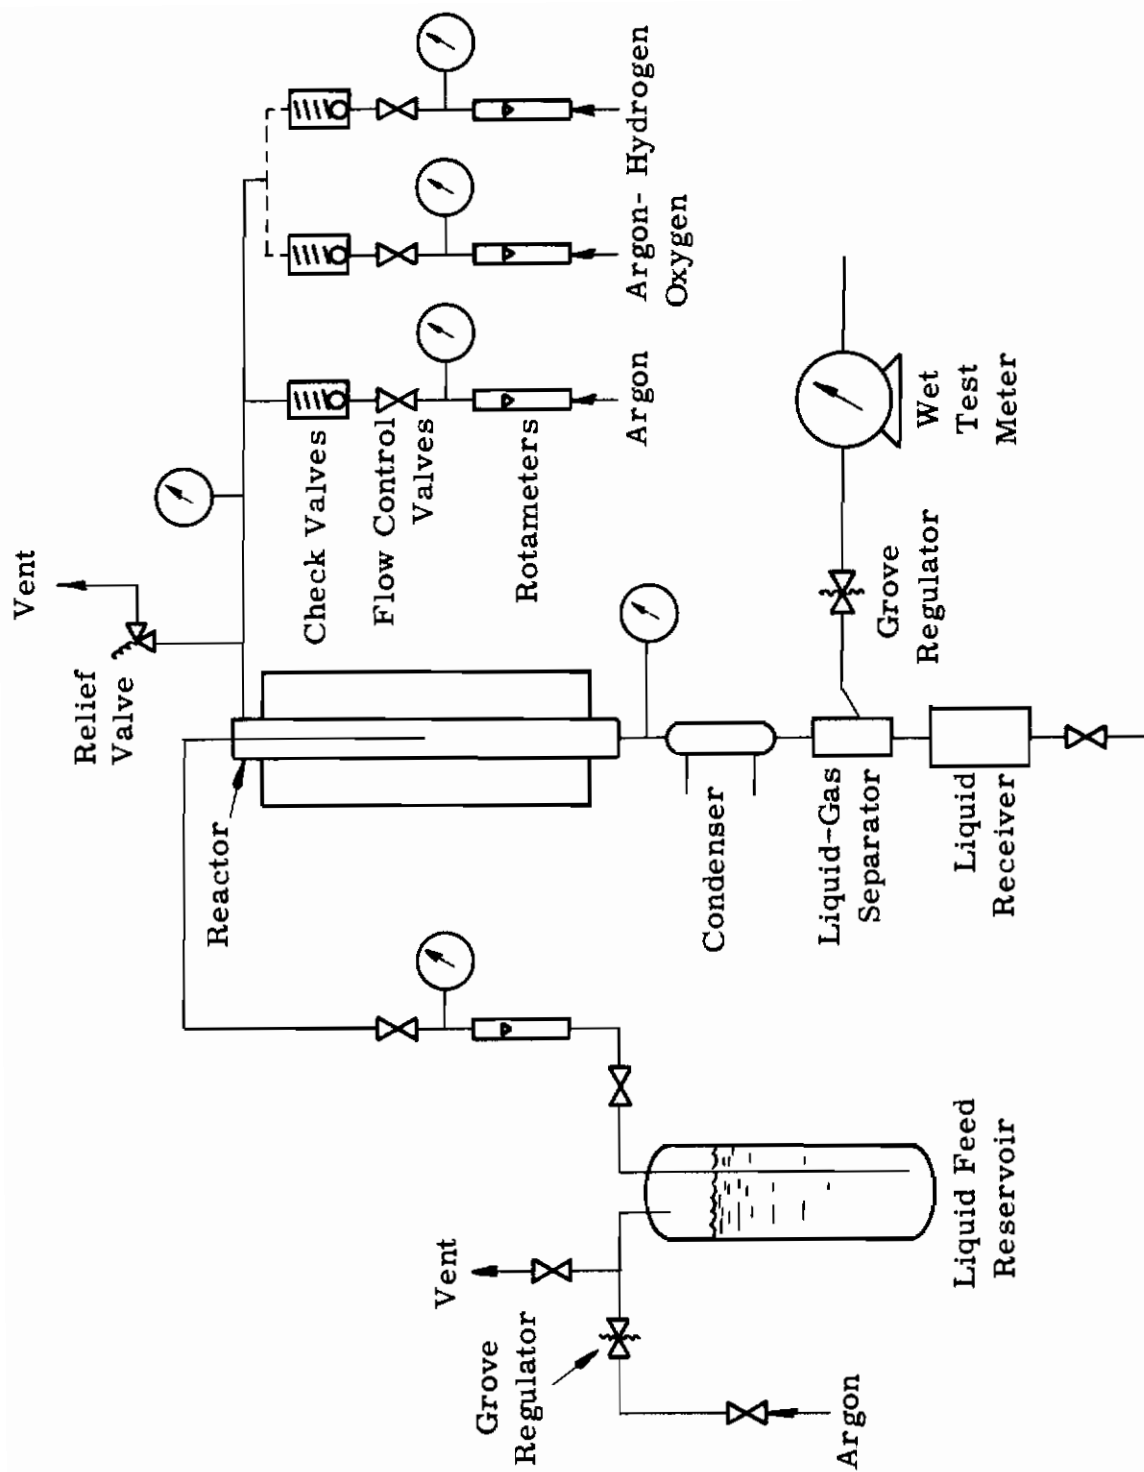 Vent
Relief
Valve
Reactor
Check Valves
Flow Control
Valves
Rotameters
Argon
Argon-
Oxygen
Hydrogen
Vent
Grove
Regulator
Argon
Liquid Feed
Reservoir
Condenser
Liquid-Gas
Separator
Liquid
Receiver
Grove
Regulator
Wet
Test
Meter